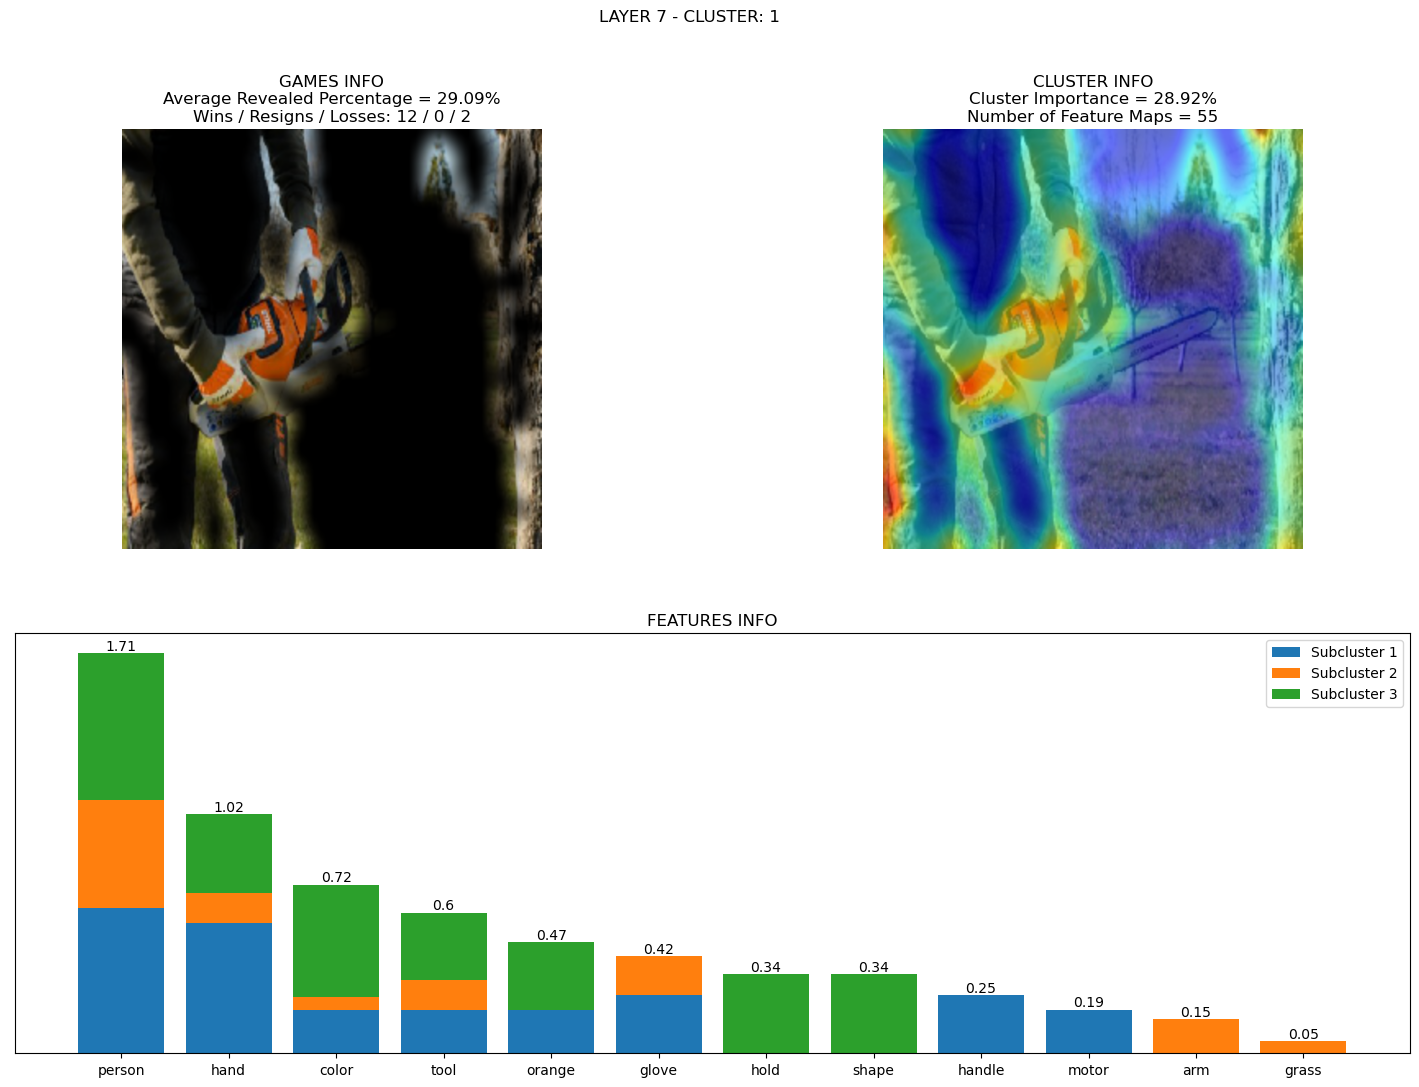 LAYER 7 - CLUSTER: 1
GAMES INFO
Average Revealed Percentage = 29.09%
Wins / Resigns / Losses: 12 / 0 / 2
CLUSTER INFO
Cluster Importance = 28.92%
Number of Feature Maps = 55
FEATURES INFO
Subcluster 1
Subcluster 2
Subcluster 3
1.71
1.02
0.72
0.6
0.47
0.42
0.34
0.34
0.25
0.19
0.15
0.05
person
hand
color
tool
orange
glove
hold
shape
handle
motor
arm
grass